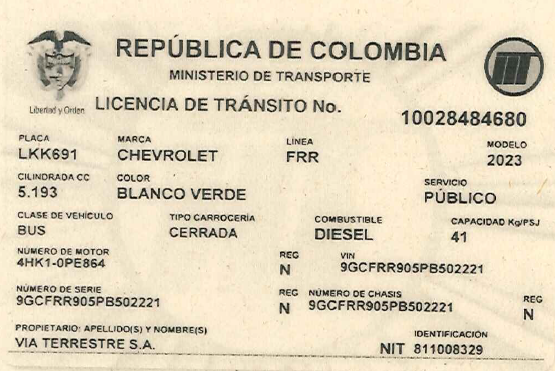 REPÚBLICA DE COLOMBIA
MINISTERIO DE TRANSPORTE
Libertad y Orden
LICENCIA DE TRÁNSITO No.
10028484680
PLACA MARCA LÍNEA MODELO
LKK691 CHEVROLET FRR 2023
CILINDRADA CC COLOR SERVICIO
5.193 BLANCO VERDE PÚBLICO
CLASE DE VEHÍCULO TIPO CARROCERÍA COMBUSTIBLE CAPACIDAD Kg/PSJ
BUS CERRADA DIESEL 41
NÚMERO DE MOTOR REG VIN
4HK1-0PE864 N 9GCFRR905PB502221
NÚMERO DE SERIE REG NÚMERO DE CHASIS REG
9GCFRR905PB502221 N 9GCFRR905PB502221 N
PROPIETARIO: APELLIDO(S) Y NOMBRE(S) IDENTIFICACIÓN
VIA TERRESTRE S.A. NIT 811008329